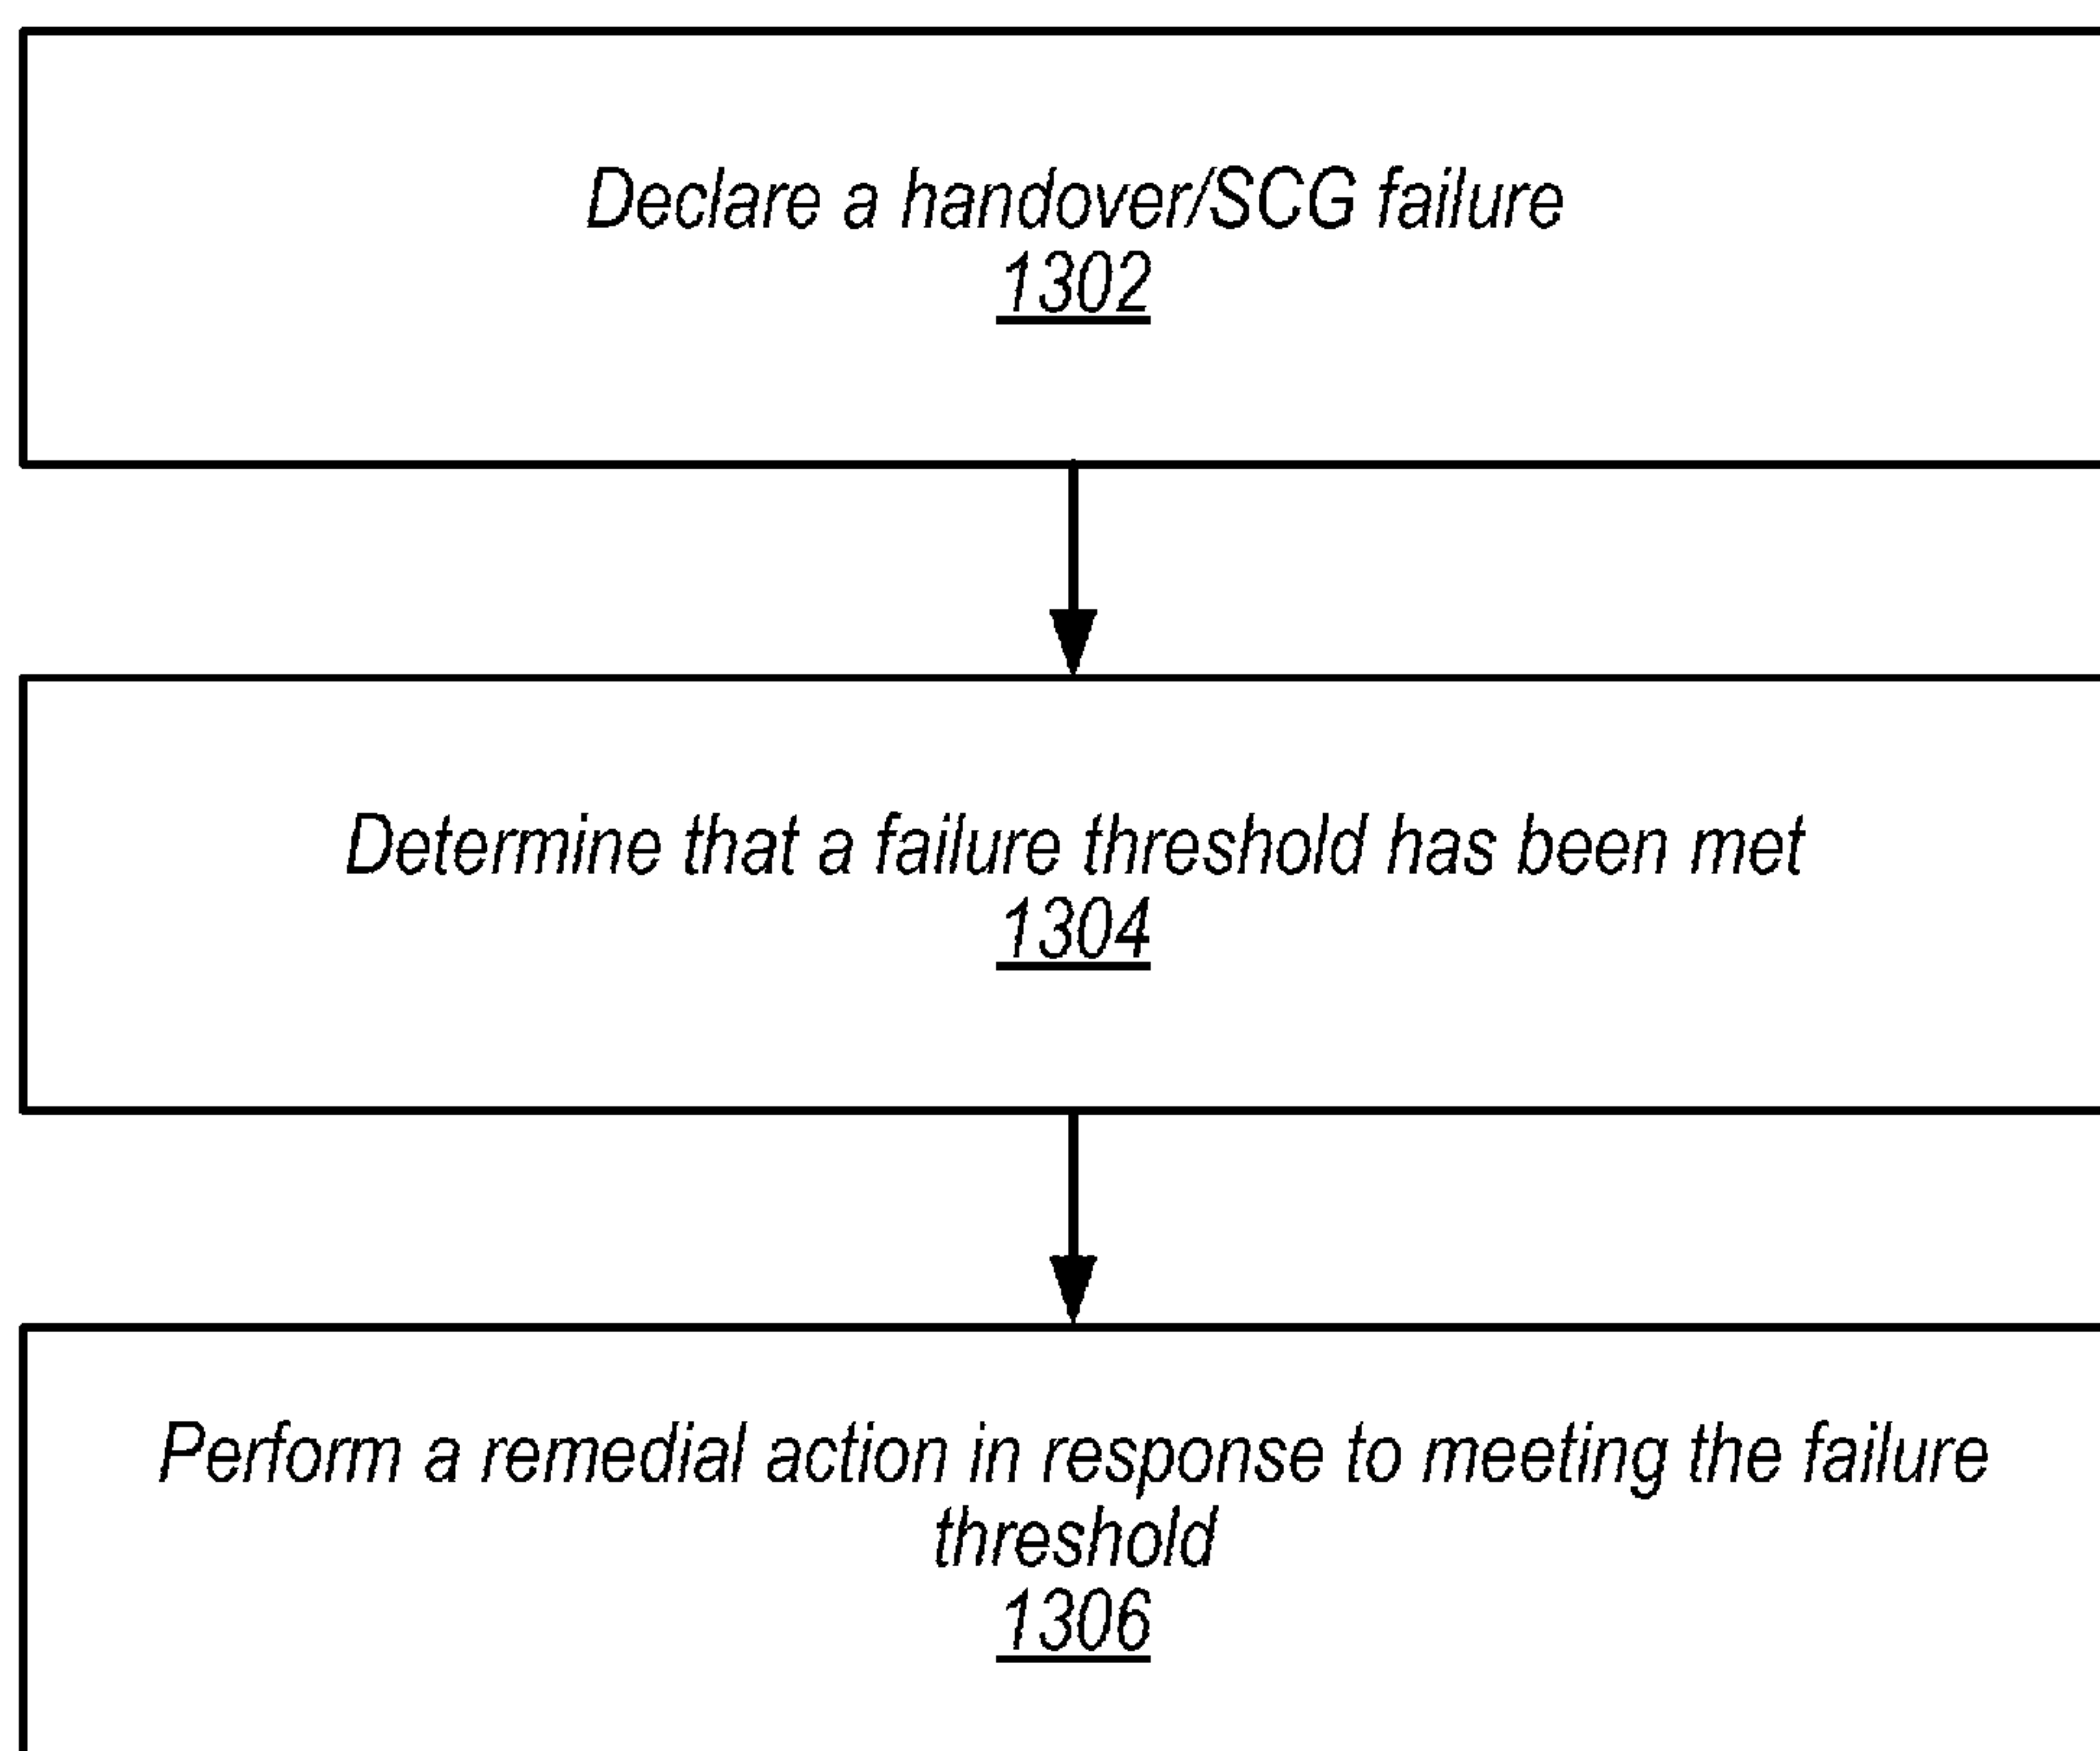 Declare a handover/SCG failure
1302
Determine that a failure threshold has been met
1304
Perform a remedial action in response to meeting the failure
threshold
1306